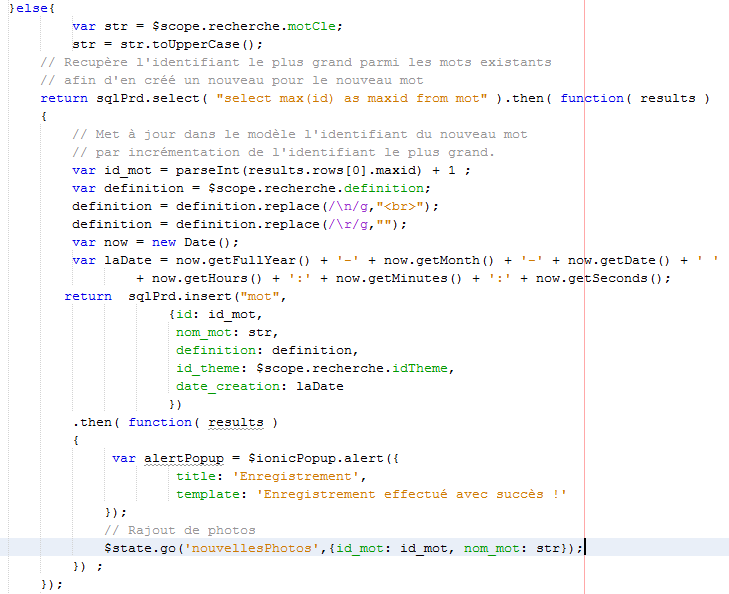 }else{
var str = $scope.recherche.motCle;
str = str.toUpperCase();
// Recupère l'identifiant le plus grand parmi les mots existants
// afin d'en créé un nouveau pour le nouveau mot
return sqlPrd.select( "select max(id) as maxid from mot" ).then( function( results )
{
// Met à jour dans le modèle l'identifiant du nouveau mot
// par incrémentation de l'identifiant le plus grand.
var id_mot = parseInt(results.rows[0].maxid) + 1 ;
var definition = $scope.recherche.definition;
definition = definition.replace(/\n/g,"<br>");
definition = definition.replace(/\r/g,"");
var now = new Date();
var laDate = now.getFullYear() + '-' + now.getMonth() + '-' + now.getDate() + ' '
+ now.getHours() + ':' + now.getMinutes() + ':' + now.getSeconds();
return sqlPrd.insert("mot",
{id: id_mot,
nom_mot: str,
definition: definition,
id_theme: $scope.recherche.idTheme,
date_creation: laDate
})
.then( function( results )
{
var alertPopup = $ionicPopup.alert({
title: 'Enregistrement',
template: 'Enregistrement effectué avec succès !'
});
// Rajout de photos
$state.go('nouvellesPhotos',{id_mot: id_mot, nom_mot: str});
}) ;
});